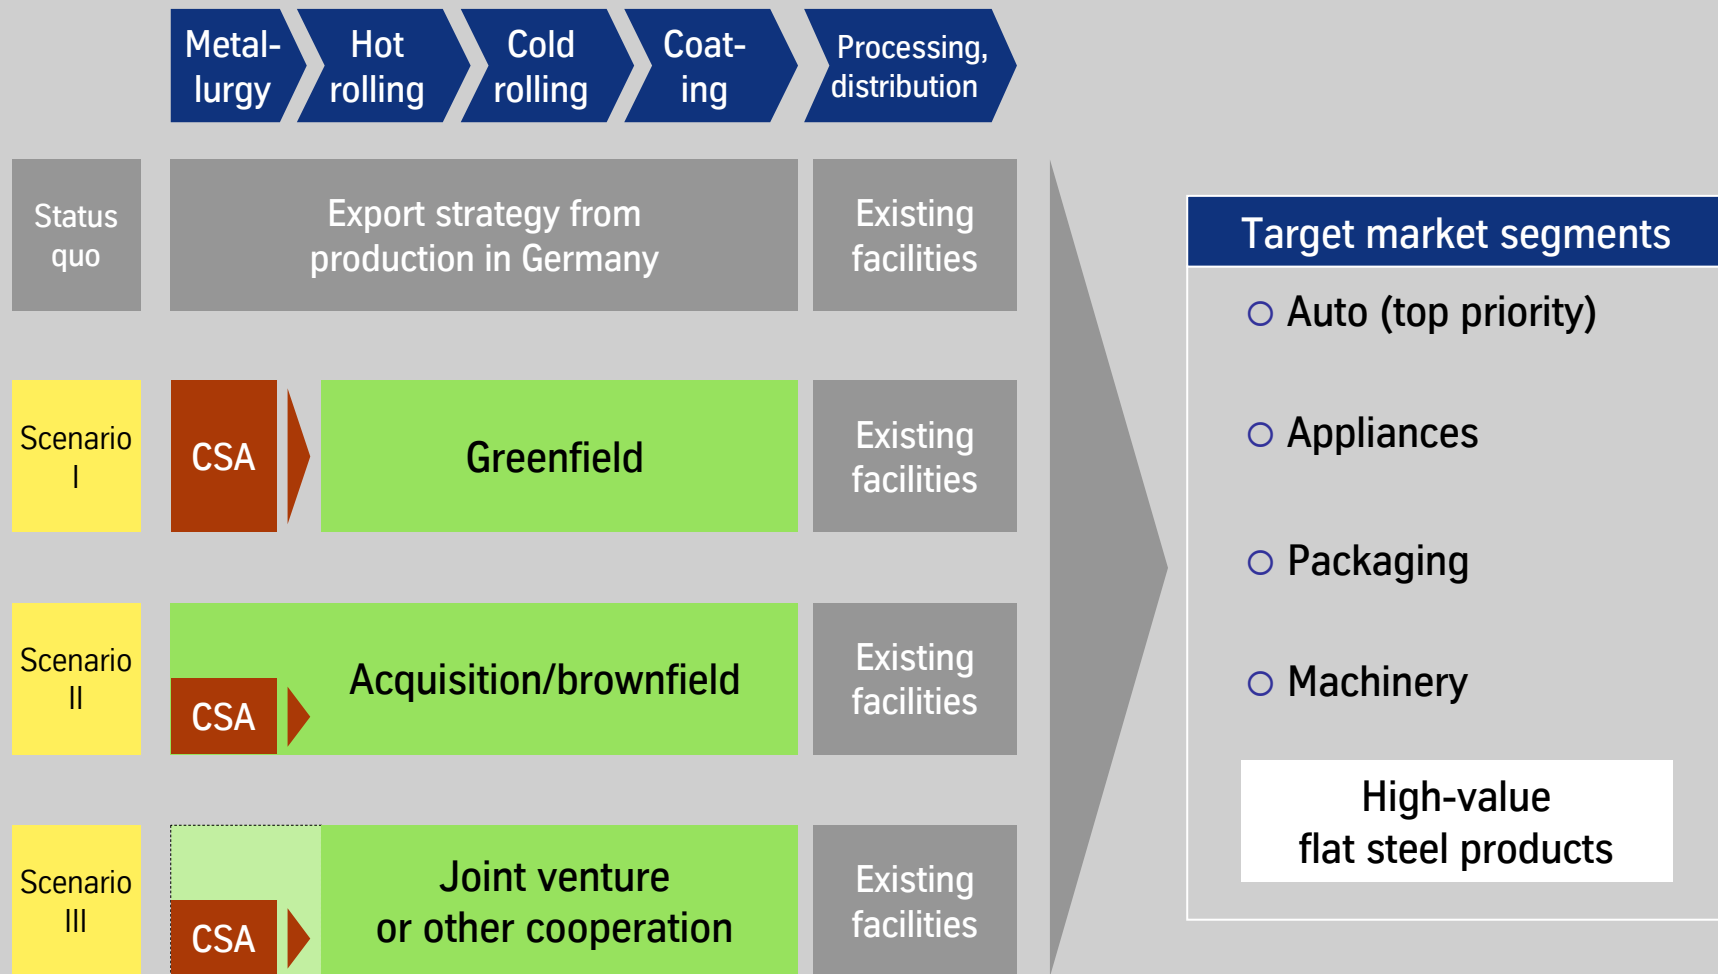 Metal-
lurgy
Hot
rolling
Cold
rolling
Coat-
ing
Processing,
distribution
Status
quo
Export strategy from
production in Germany
Existing
facilities
Scenario
I
CSA
Greenfield
Existing
facilities
Scenario
II
CSA
Acquisition/brownfield
Existing
facilities
Scenario
III
CSA
Joint venture
or other cooperation
Existing
facilities
Target market segments
Auto (top priority)
Appliances
Packaging
Machinery
High-value
flat steel products